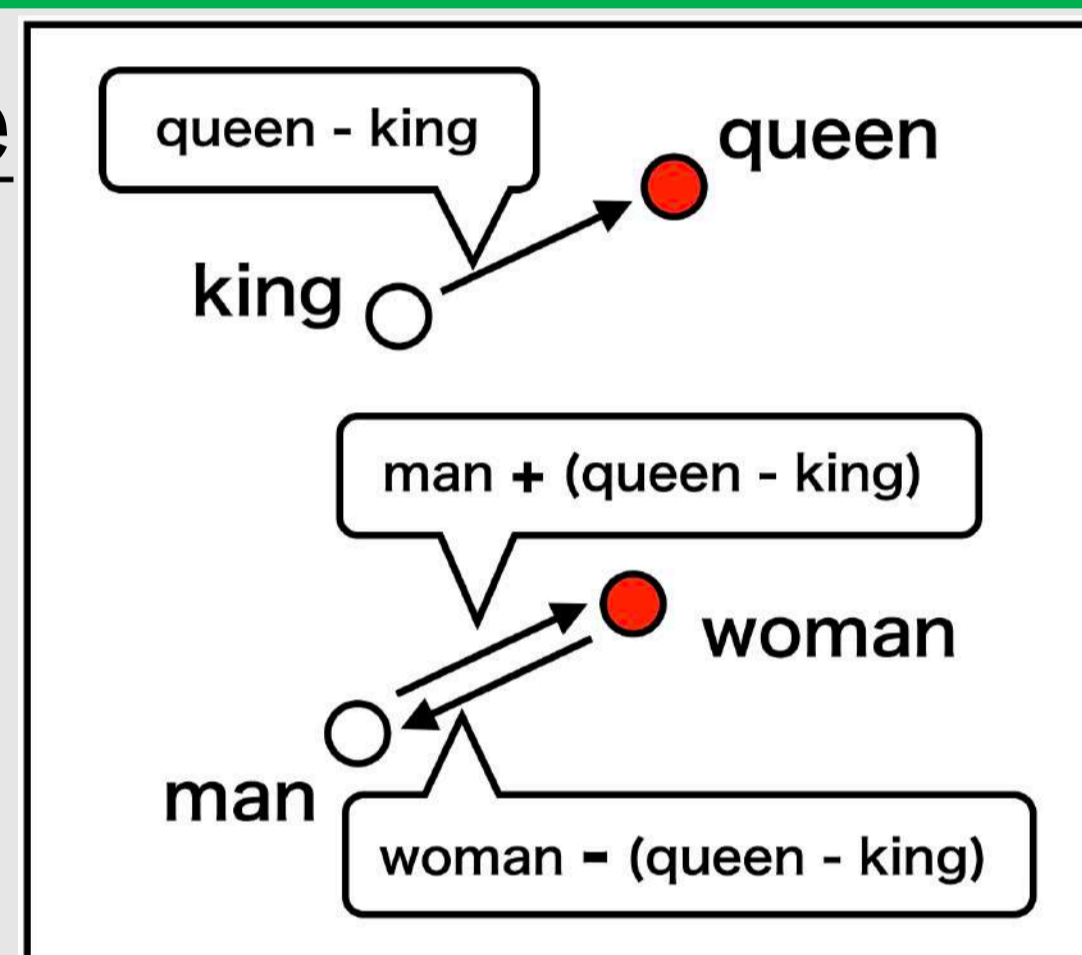 e
queen - king
queen
king
man + (queen - king)
woman
man
woman - (queen - king)